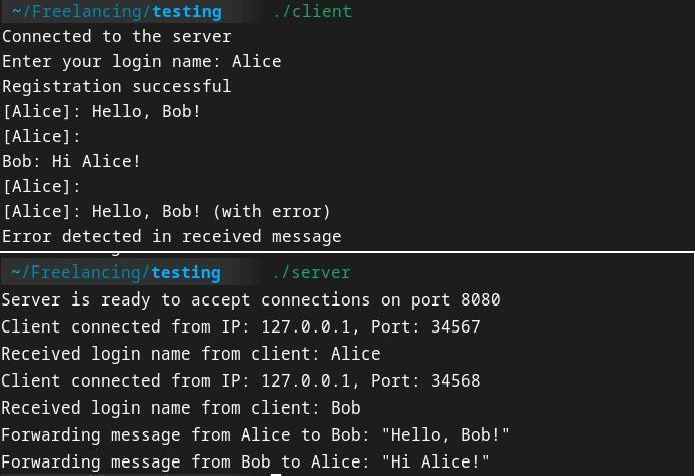 ~/Freelancing/testing ./client
Connected to the server
Enter your login name: Alice
Registration successful
[Alice]: Hello, Bob!
[Alice]:
Bob: Hi Alice!
[Alice]:
[Alice]: Hello, Bob! (with error)
Error detected in received message
~/Freelancing/testing ./server
Server is ready to accept connections on port 8080
Client connected from IP: 127.0.0.1, Port: 34567
Received login name from client: Alice
Client connected from IP: 127.0.0.1, Port: 34568
Received login name from client: Bob
Forwarding message from Alice to Bob: "Hello, Bob!"
Forwarding message from Bob to Alice: "Hi Alice!"